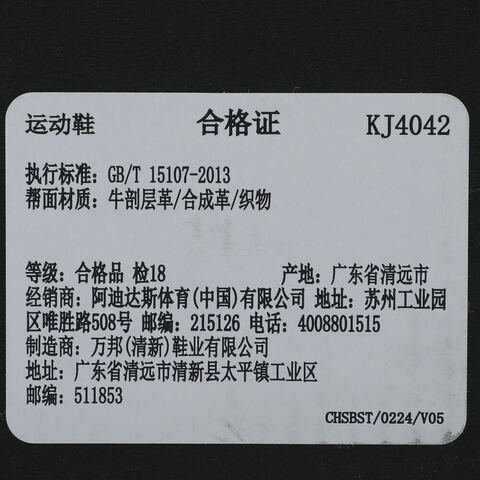 运动鞋 合格证 KJ4042
执行标准: GB/T 15107-2013
帮面材质: 牛剖层革/合成革/织物
等级: 合格品 检18 产地: 广东省清远市
经销商: 阿迪达斯体育(中国)有限公司 地址: 苏州工业园
区唯胜路508号 邮编: 215126 电话: 4008801515
制造商: 万邦(清新)鞋业有限公司
地址: 广东省清远市清新县太平镇工业区
邮编: 511853
CHSBST/0224/V05